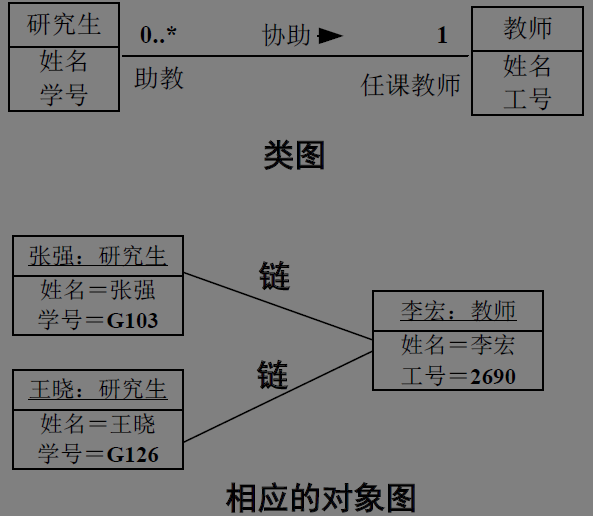 研究生
姓名
学号
0..*
协助
1
助教
任课教师
教师
姓名
工号
类图
张强：研究生
姓名＝张强
学号＝G103
链
王晓：研究生
姓名＝王晓
学号＝G126
链
李宏：教师
姓名＝李宏
工号＝2690
相应的对象图